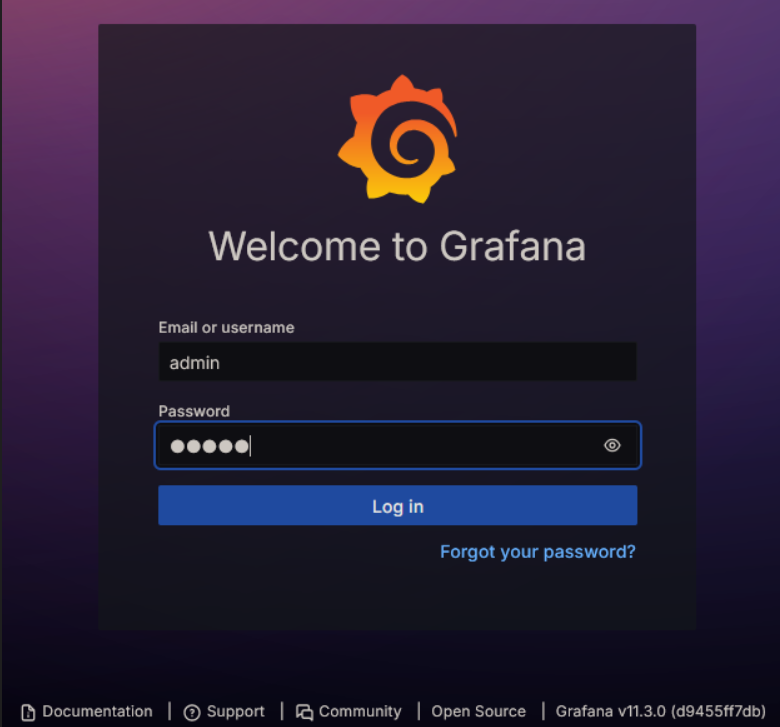 Welcome to Grafana
Email or username
admin
Password
●●●●●
Log in
Forgot your password?
Documentation | Support | Community | Open Source | Grafana v11.3.0 (d9455ff7db)